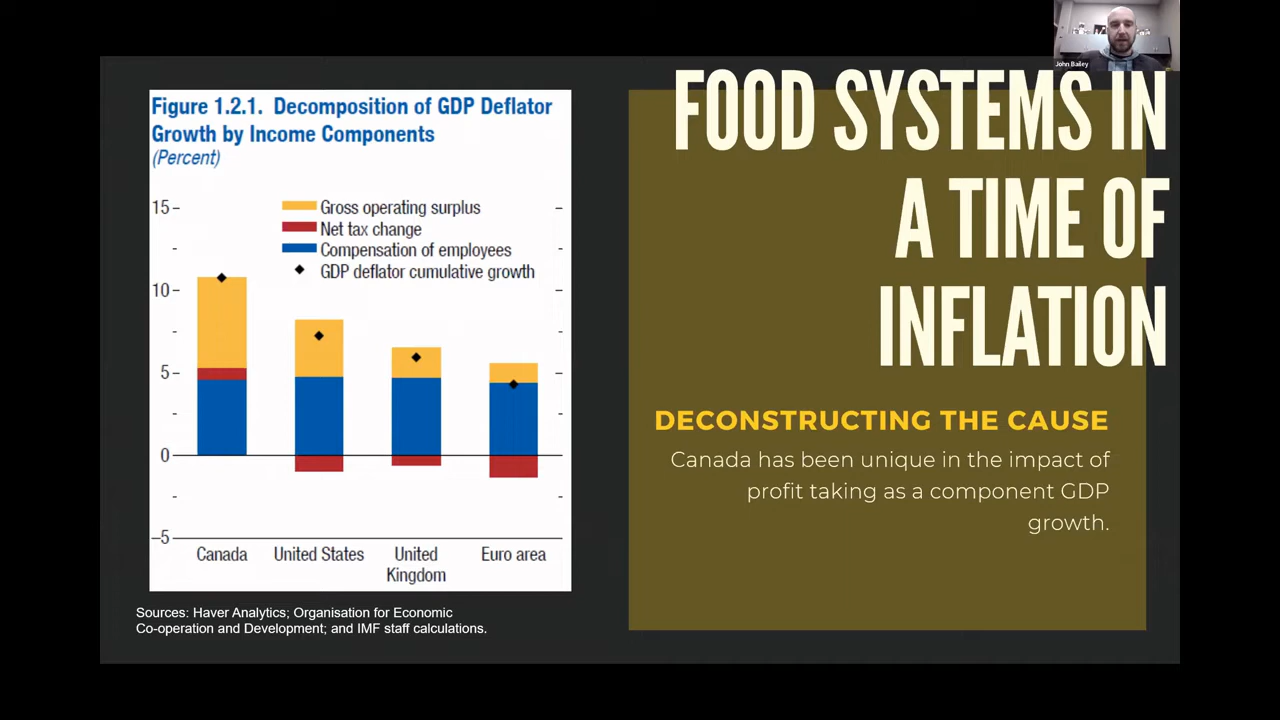 John Bailey
FOOD SYSTEMS IN
A TIME OF
INFLATION
Figure 1.2.1. Decomposition of GDP Deflator
Growth by Income Components
(Percent)
15
10
5
0
–5
Gross operating surplus
Net tax change
Compensation of employees
GDP deflator cumulative growth
Canada
United States
United
Kingdom
Euro area
Sources: Haver Analytics; Organisation for Economic
Co-operation and Development; and IMF staff calculations.
DECONSTRUCTING THE CAUSE
Canada has been unique in the impact of
profit taking as a component GDP
growth.